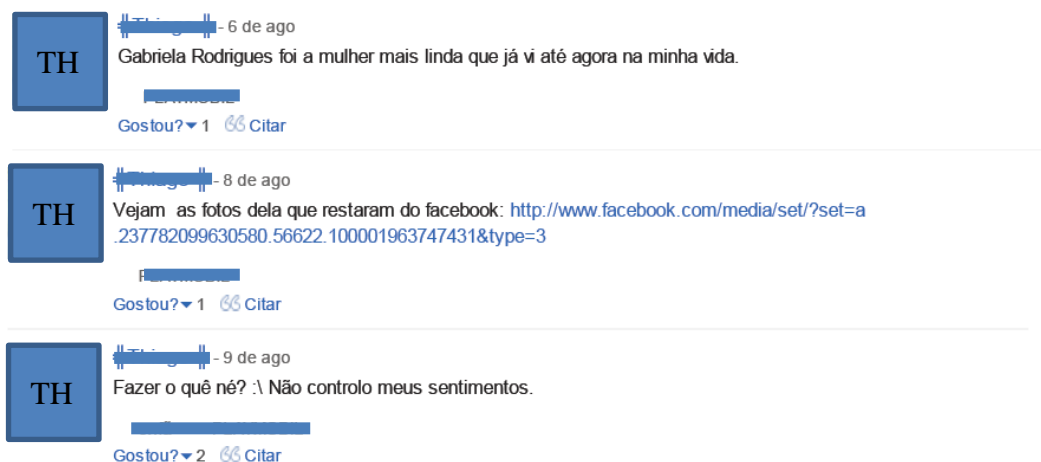 TH
- 6 de ago
Gabriela Rodrigues foi a mulher mais linda que já vi até agora na minha vida.
Gostou? 1 Citar
TH
- 8 de ago
Vejam as fotos dela que restaram do facebook: http://www.facebook.com/media/set/?set=a
.237782099630580.56622.100001963747431&type=3
Gostou? 1 Citar
TH
- 9 de ago
Fazer o quê né? :\ Não controlo meus sentimentos.
Gostou? 2 Citar